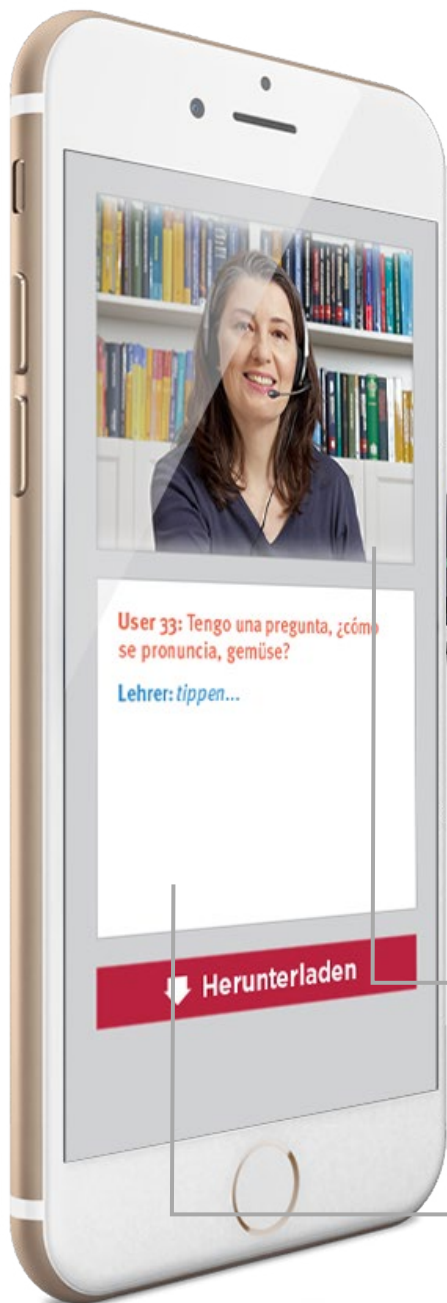 User 33: Tengo una pregunta, ¿cómo
se pronuncia, gemüse?
Lehrer: tippen...
Herunterladen